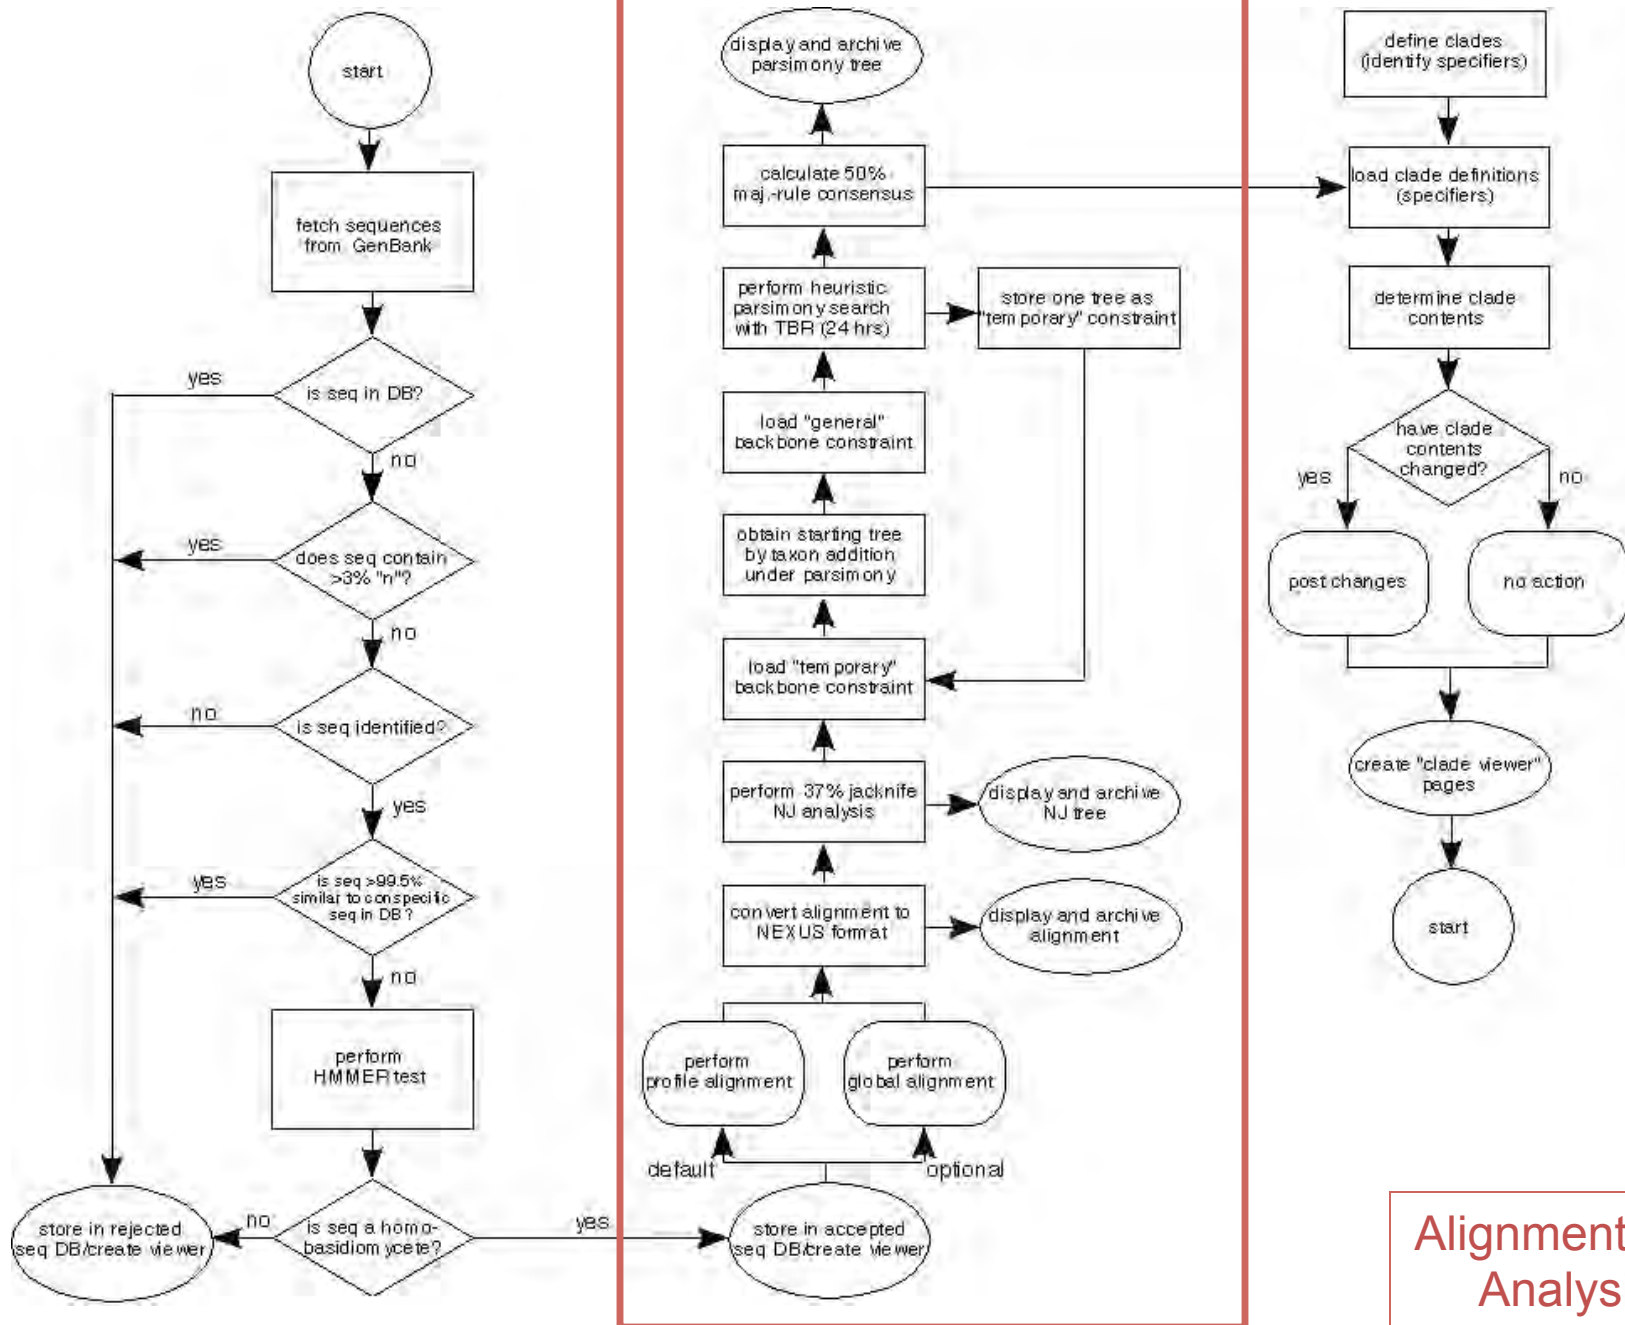 start
fetch sequences
from GenBank
is seq in DB?
yes
no
does seq contain
>3% "n"?
yes
no
is seq identified?
no
yes
is seq >99.5%
similar to conspecific
seq in DB?
yes
no
perform
HMMER test
is seq a homo-
basidiomycete?
no
yes
store in rejected
seq DB/create viewer
display and archive
parsimony tree
calculate 50%
maj.-rule consensus
perform heuristic
parsimony search
with TBR (24 hrs)
store one tree as
"temporary" constraint
load "general"
backbone constraint
obtain starting tree
by taxon addition
under parsimony
load "temporary"
backbone constraint
perform 37% jacknife
NJ analysis
display and archive
NJ tree
convert alignment to
NEXUS format
display and archive
alignment
perform
profile alignment
perform
global alignment
default
optional
store in accepted
seq DB/create viewer
define clades
(identify specifiers)
load clade definitions
(specifiers)
determine clade
contents
have clade
contents
changed?
yes
no
post changes
no action
create "clade viewer"
pages
start
Alignment
Analys